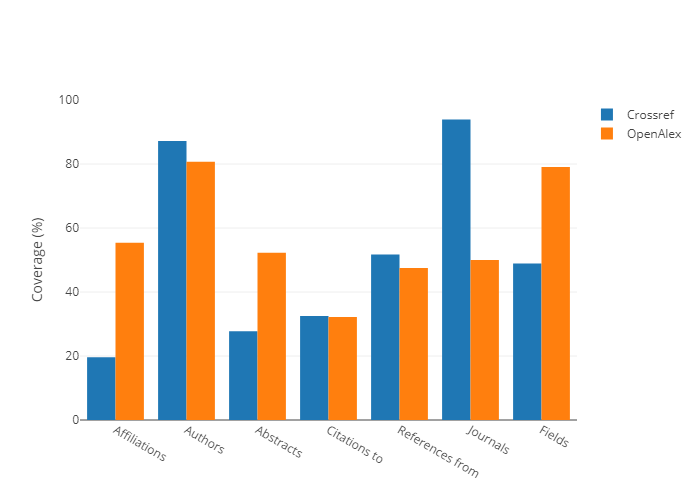 100
80
60
40
20
0
Coverage (%)
Affiliations
Authors
Abstracts
Citations to
References from
Journals
Fields
Crossref
OpenAlex